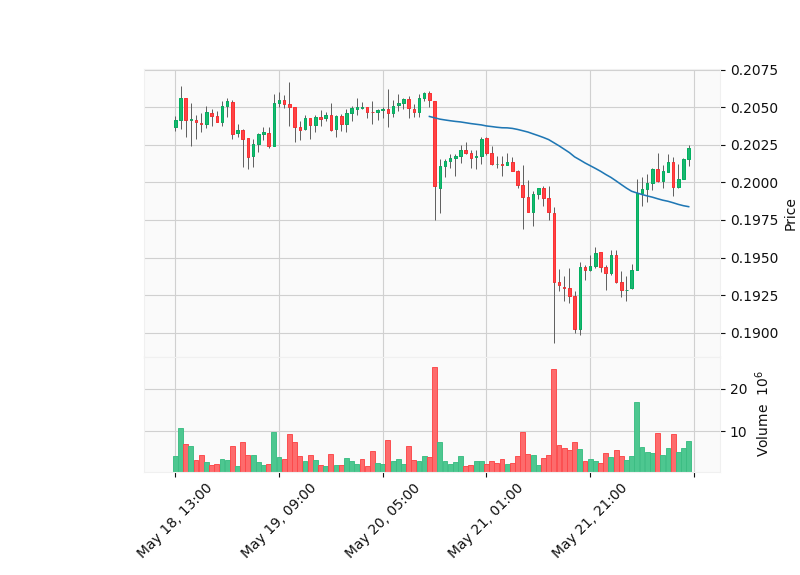 0.2075
0.2050
0.2025
0.2000
0.1975
0.1950
0.1925
0.1900
Price
20
10
Volume 10⁶
May 18, 13:00
May 19, 09:00
May 20, 05:00
May 21, 01:00
May 21, 21:00